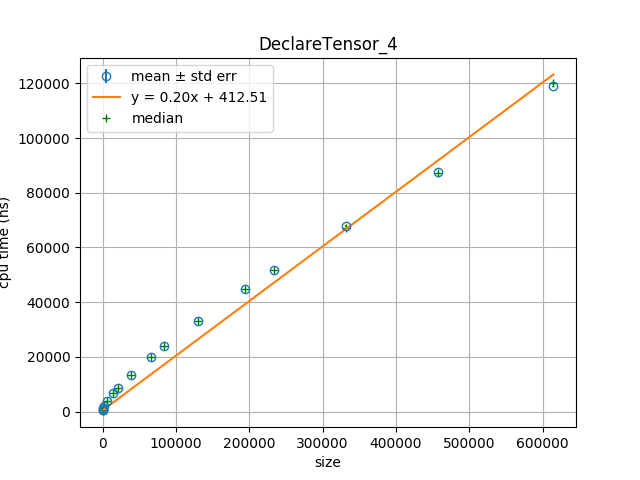 DeclareTensor_4
mean ± std err
y = 0.20x + 412.51
median
120000
100000
80000
60000
40000
20000
0
cpu time (ns)
0 100000 200000 300000 400000 500000 600000
size